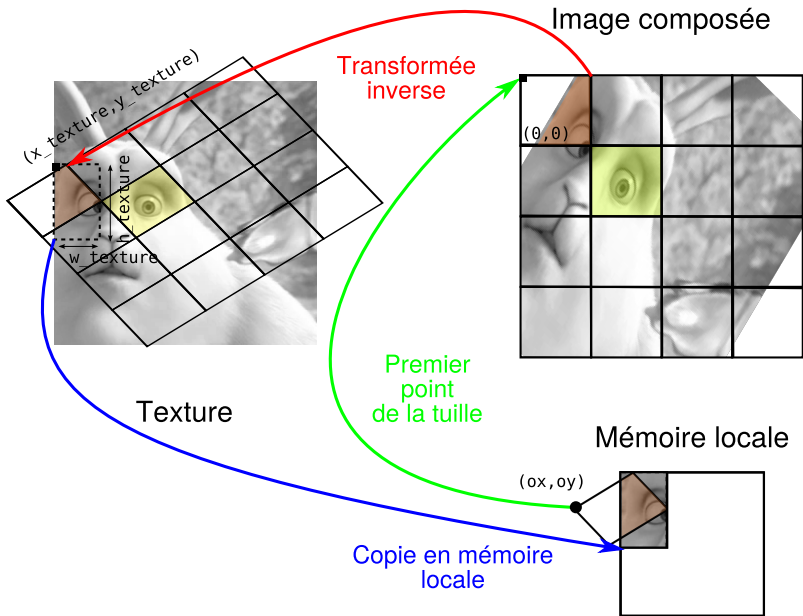 Image composée
Transformée
inverse
(x_texture,y_texture)
(0,0)
h_texture
w_texture
Premier
point
de la tuille
Texture
Mémoire locale
(ox,oy)
Copie en mémoire
locale